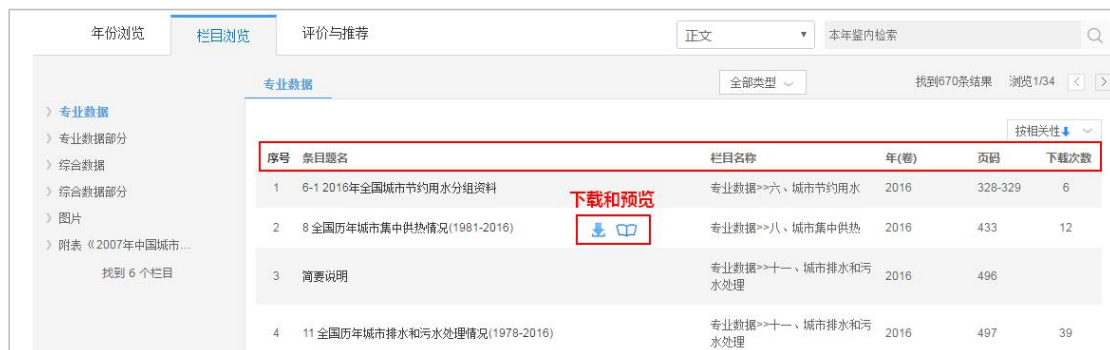 年份浏览 栏目浏览 评价与推荐 正文 本年鉴内检索
专业数据 全部类型 找到670条结果 浏览1/34
专业数据
专业数据部分
综合数据
综合数据部分
图片
附表《2007年中国城市...
找到 6 个栏目
按相关性
序号 条目题名 栏目名称 年(卷) 页码 下载次数
1 6-1 2016年全国城市节约用水分组资料 专业数据>>六、城市节约用水 2016 328-329 6
下载和预览
2 8 全国历年城市集中供热情况(1981-2016) 专业数据>>八、城市集中供热 2016 433 12
3 简要说明 专业数据>>十一、城市排水和污
水处理 2016 496
4 11 全国历年城市排水和污水处理情况(1978-2016) 专业数据>>十一、城市排水和污
水处理 2016 497 39